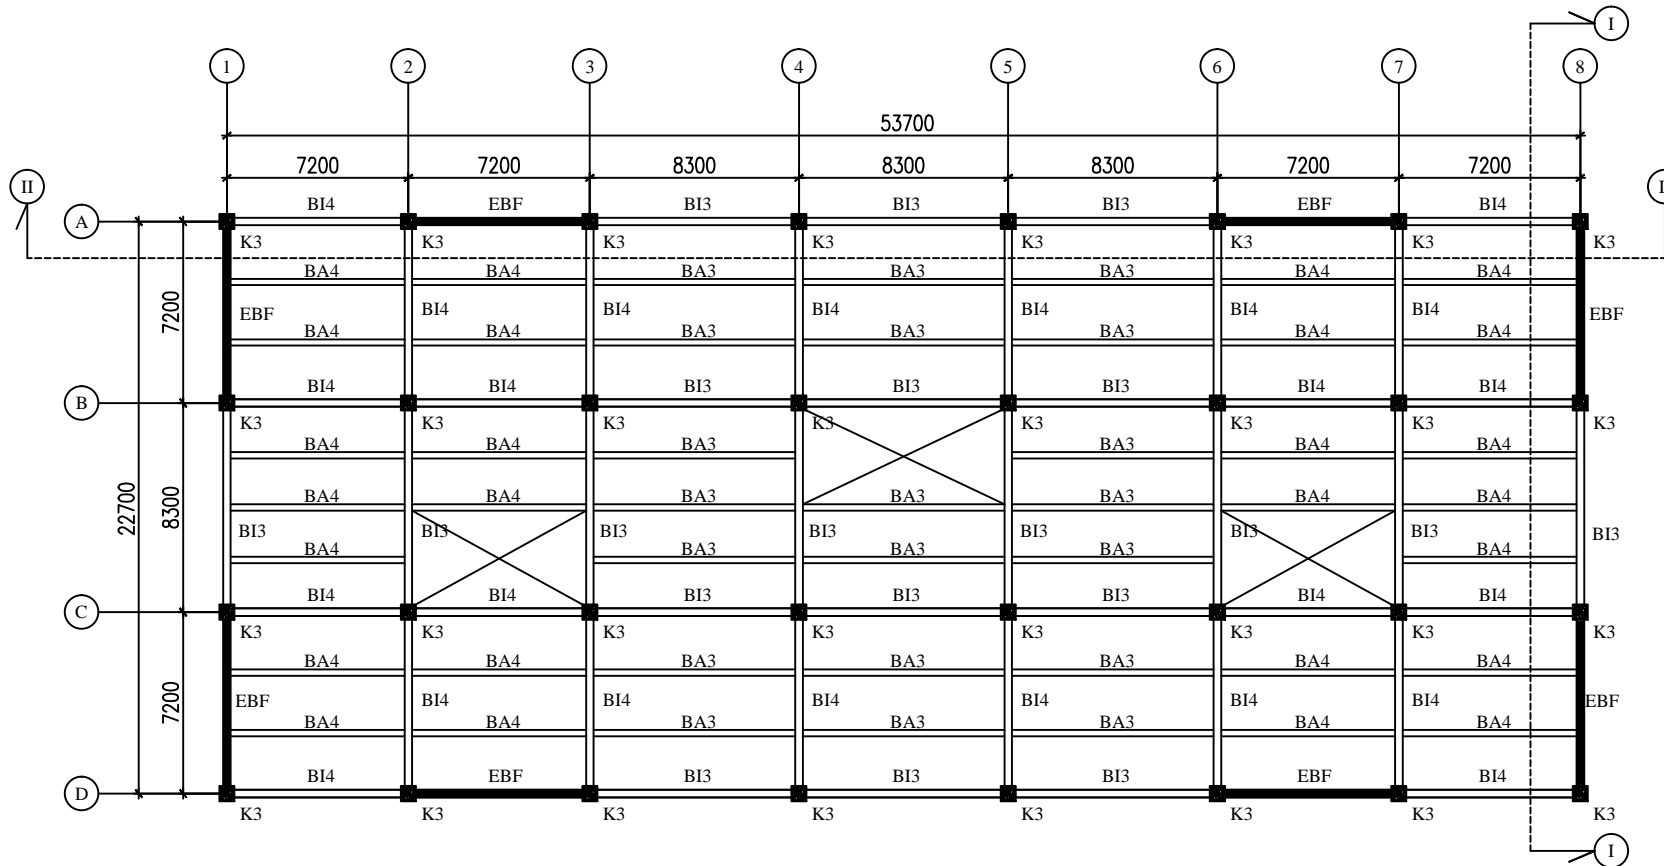 I
1 2 3 4 5 6 7 8
53700
7200 7200 8300 8300 8300 7200 7200
II
BI4 EBF BI3 BI3 BI3 EBF BI4
A
K3 K3 K3 K3 K3 K3 K3 K3
BA4 BA4 BA3 BA3 BA3 BA4 BA4
7200
EBF BI4 BI4 BI4 BI4 BI4 BI4 EBF
BA4 BA4 BA3 BA3 BA3 BA4 BA4
BI4 BI4 BI3 BI3 BI3 BI4 BI4
B
K3 K3 K3 K3 K3 K3 K3 K3
BA4 BA4 BA3 BA3 BA4 BA4
BA4 BA4 BA3 BA3 BA3 BA4 BA4
22700 8300
BI3 BI3 BI3 BI3 BI3 BI3 BI3 BI3
BA4 BA3 BA3 BA3 BA4
BI4 BI4 BI3 BI3 BI3 BI4 BI4
C
K3 K3 K3 K3 K3 K3 K3 K3
BA4 BA4 BA3 BA3 BA3 BA4 BA4
7200
EBF BI4 BI4 BI4 BI4 BI4 BI4 EBF
BA4 BA4 BA3 BA3 BA3 BA4 BA4
BI4 EBF BI3 BI3 BI3 EBF BI4
D
K3 K3 K3 K3 K3 K3 K3 K3
I